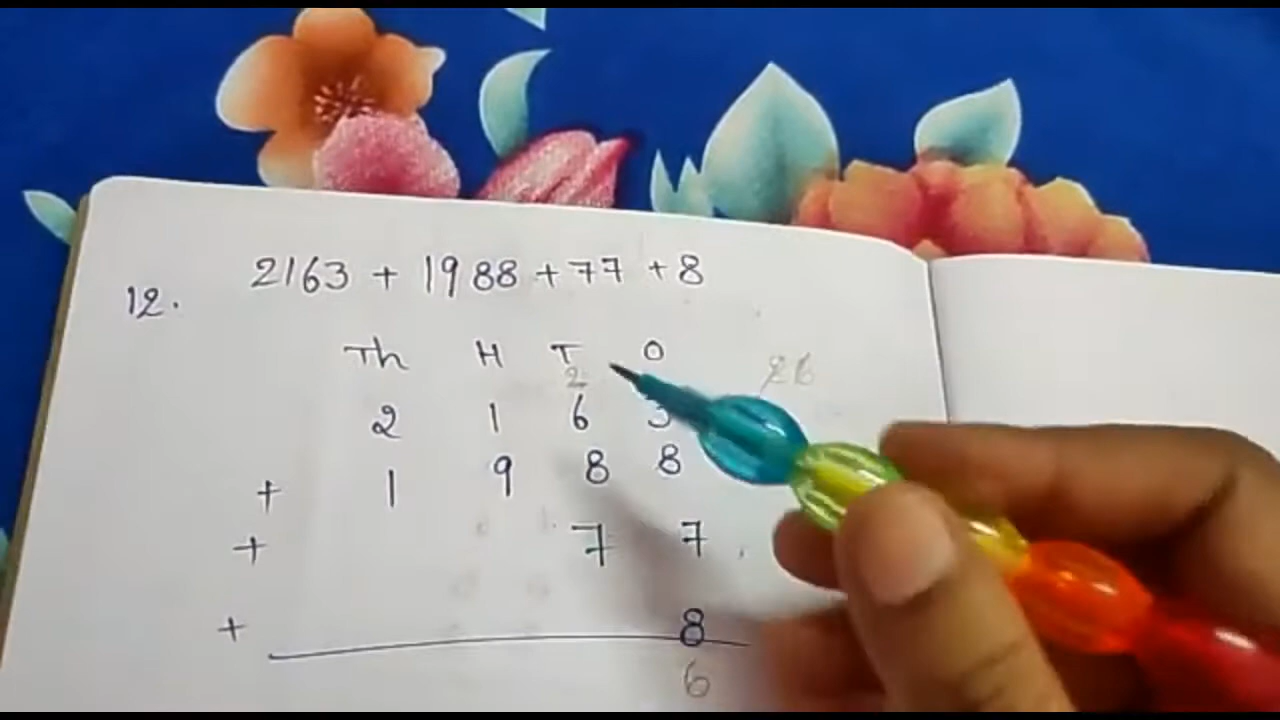 2163 + 1988 + 77 + 8
12.
Th H T O
2 26
2 1 6 3
+ 1 9 8 8
+ 7 7
+ 8
6